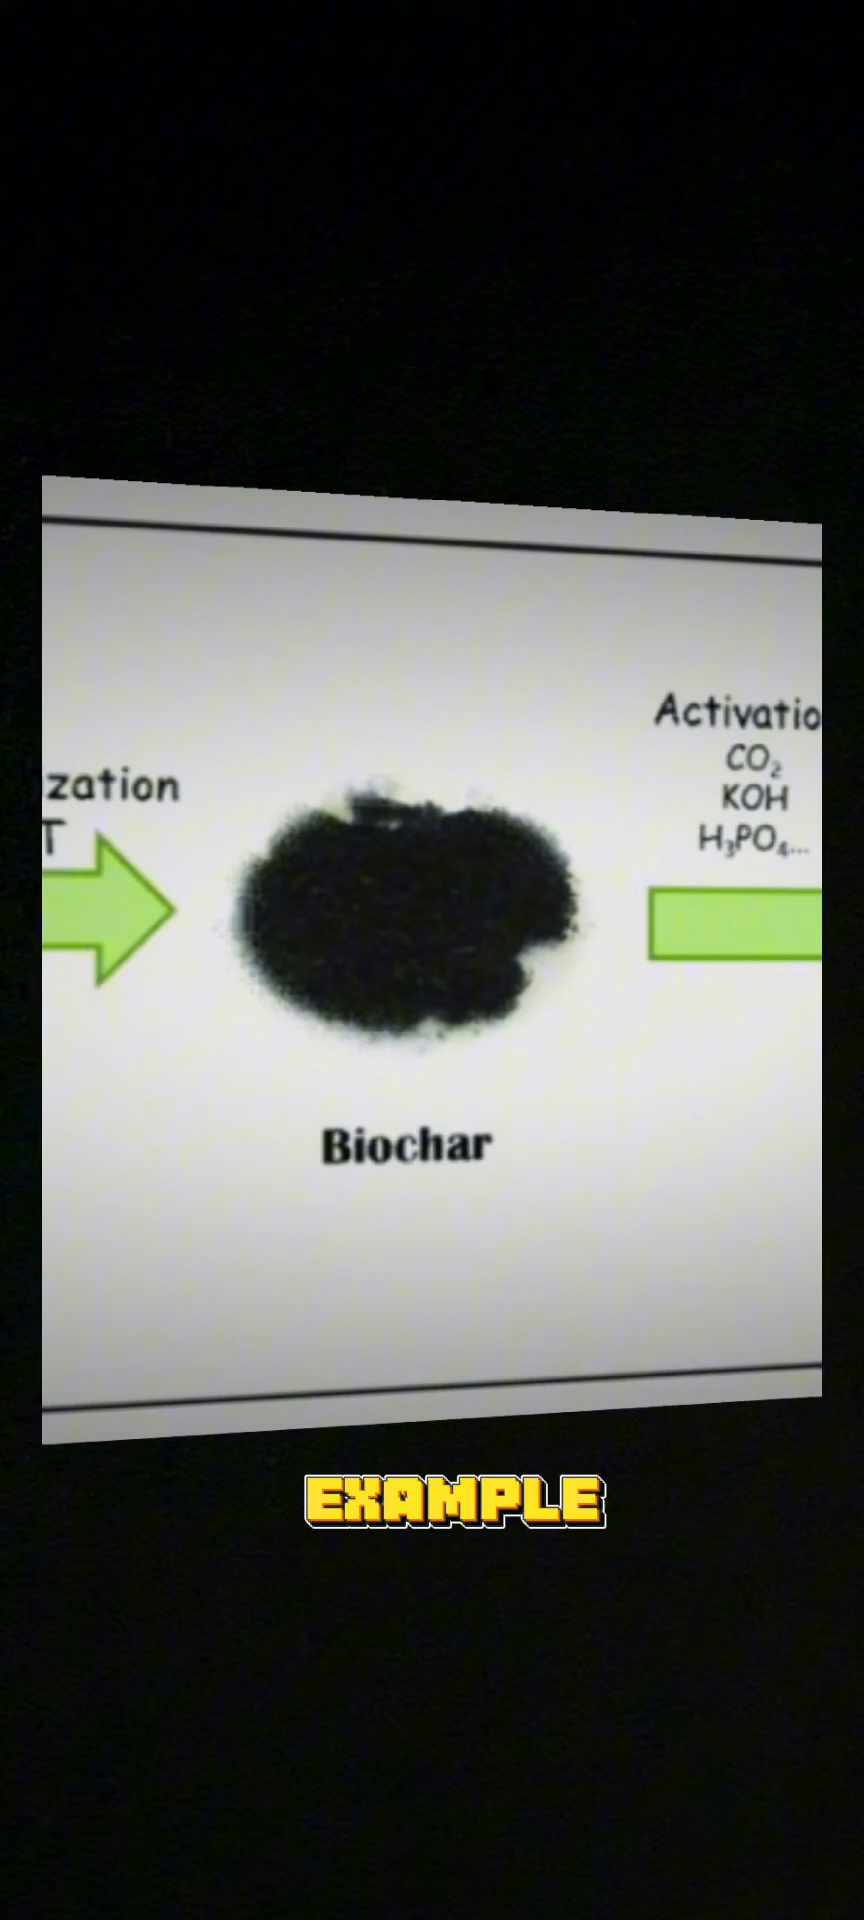 zation
T
Activatio
CO₂
KOH
H₃PO₄...
Biochar
EXAMPLE